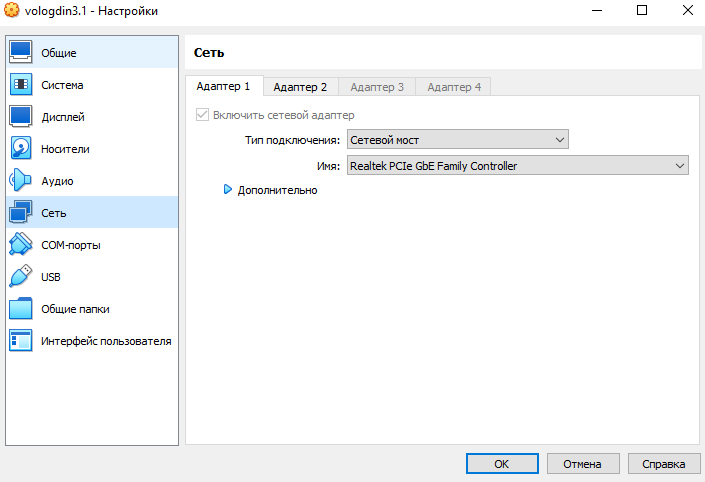 vologdin3.1 - Настройки
Общие
Система
Дисплей
Носители
Аудио
Сеть
COM-порты
USB
Общие папки
Интерфейс пользователя
Сеть
Адаптер 1 Адаптер 2 Адаптер 3 Адаптер 4
Включить сетевой адаптер
Тип подключения: Сетевой мост
Имя: Realtek PCIe GbE Family Controller
Дополнительно
OK Отмена Справка